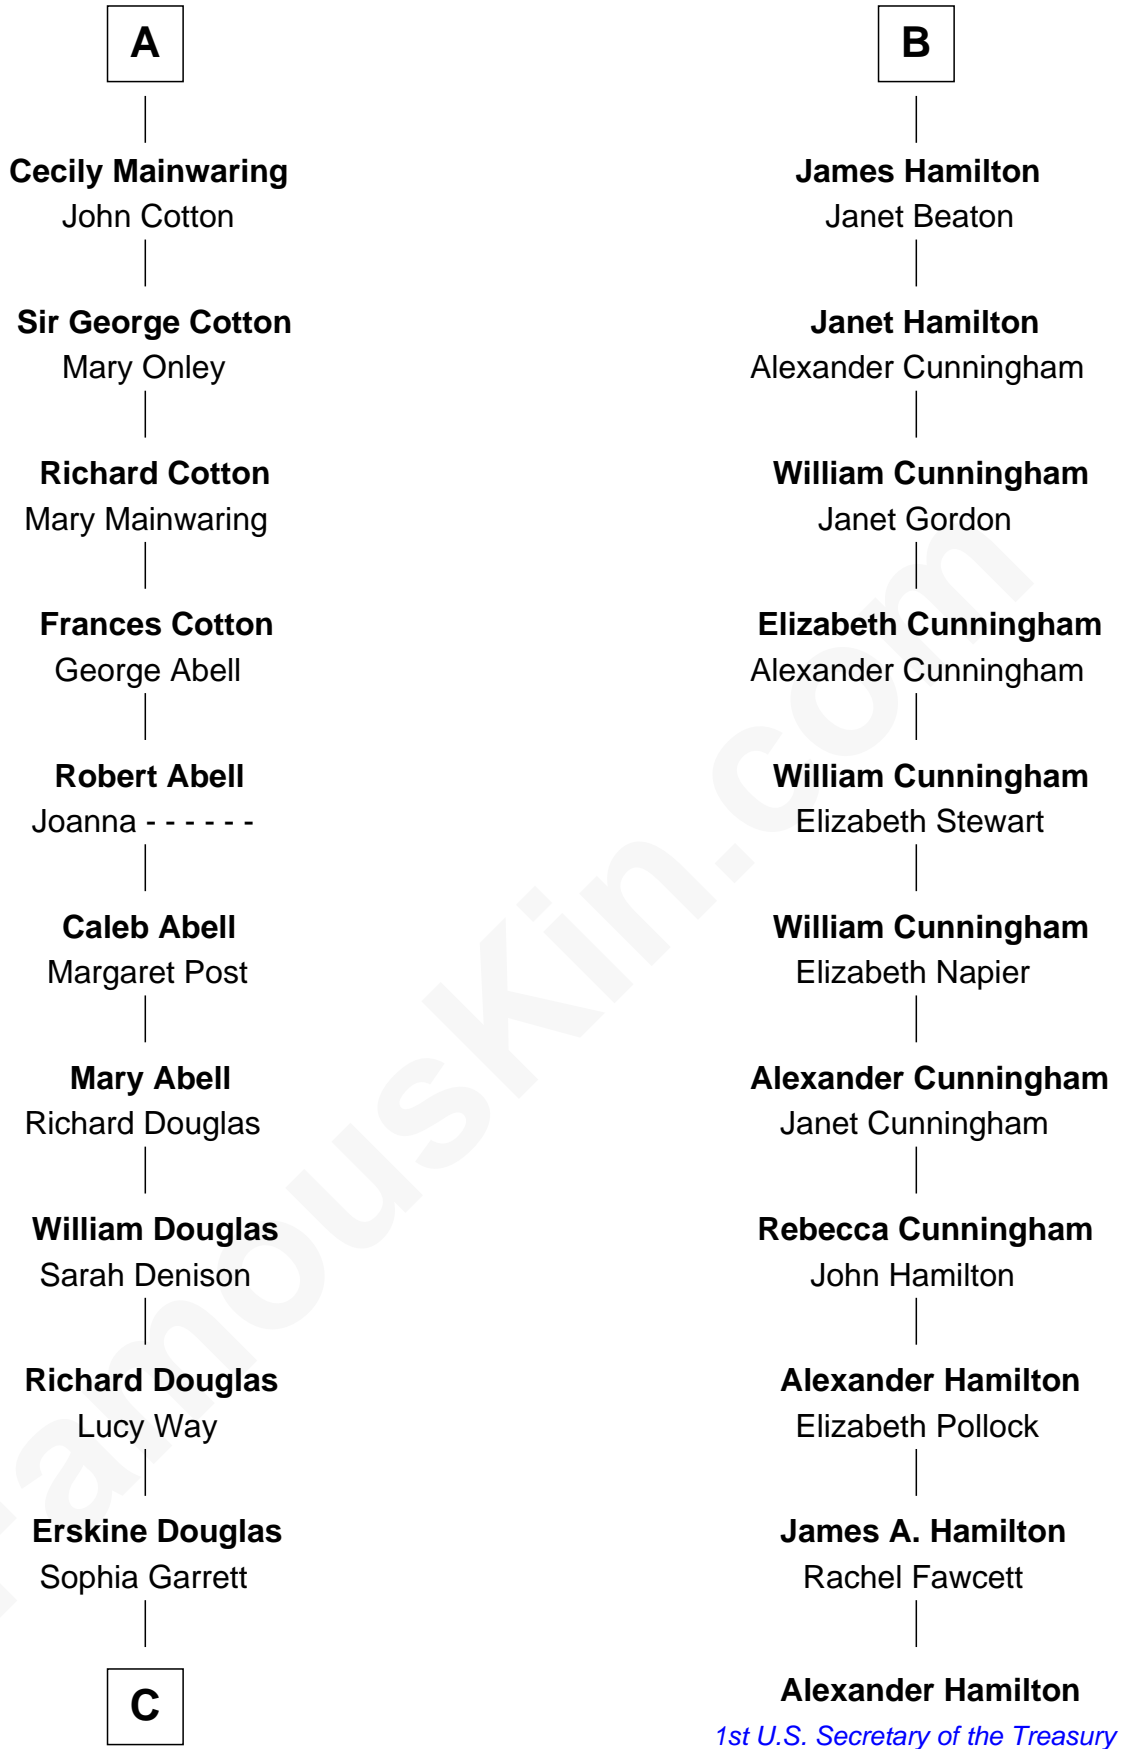 A
Cecily Mainwaring
John Cotton
Sir George Cotton
Mary Onley
Richard Cotton
Mary Mainwaring
Frances Cotton
George Abell
Robert Abell
Joanna - - - - - -
Caleb Abell
Margaret Post
Mary Abell
Richard Douglas
William Douglas
Sarah Denison
Richard Douglas
Lucy Way
Erskine Douglas
Sophia Garrett
C
B
James Hamilton
Janet Beaton
Janet Hamilton
Alexander Cunningham
William Cunningham
Janet Gordon
Elizabeth Cunningham
Alexander Cunningham
William Cunningham
Elizabeth Stewart
William Cunningham
Elizabeth Napier
Alexander Cunningham
Janet Cunningham
Rebecca Cunningham
John Hamilton
Alexander Hamilton
Elizabeth Pollock
James A. Hamilton
Rachel Fawcett
Alexander Hamilton
1st U.S. Secretary of the Treasury
FamousKin.com